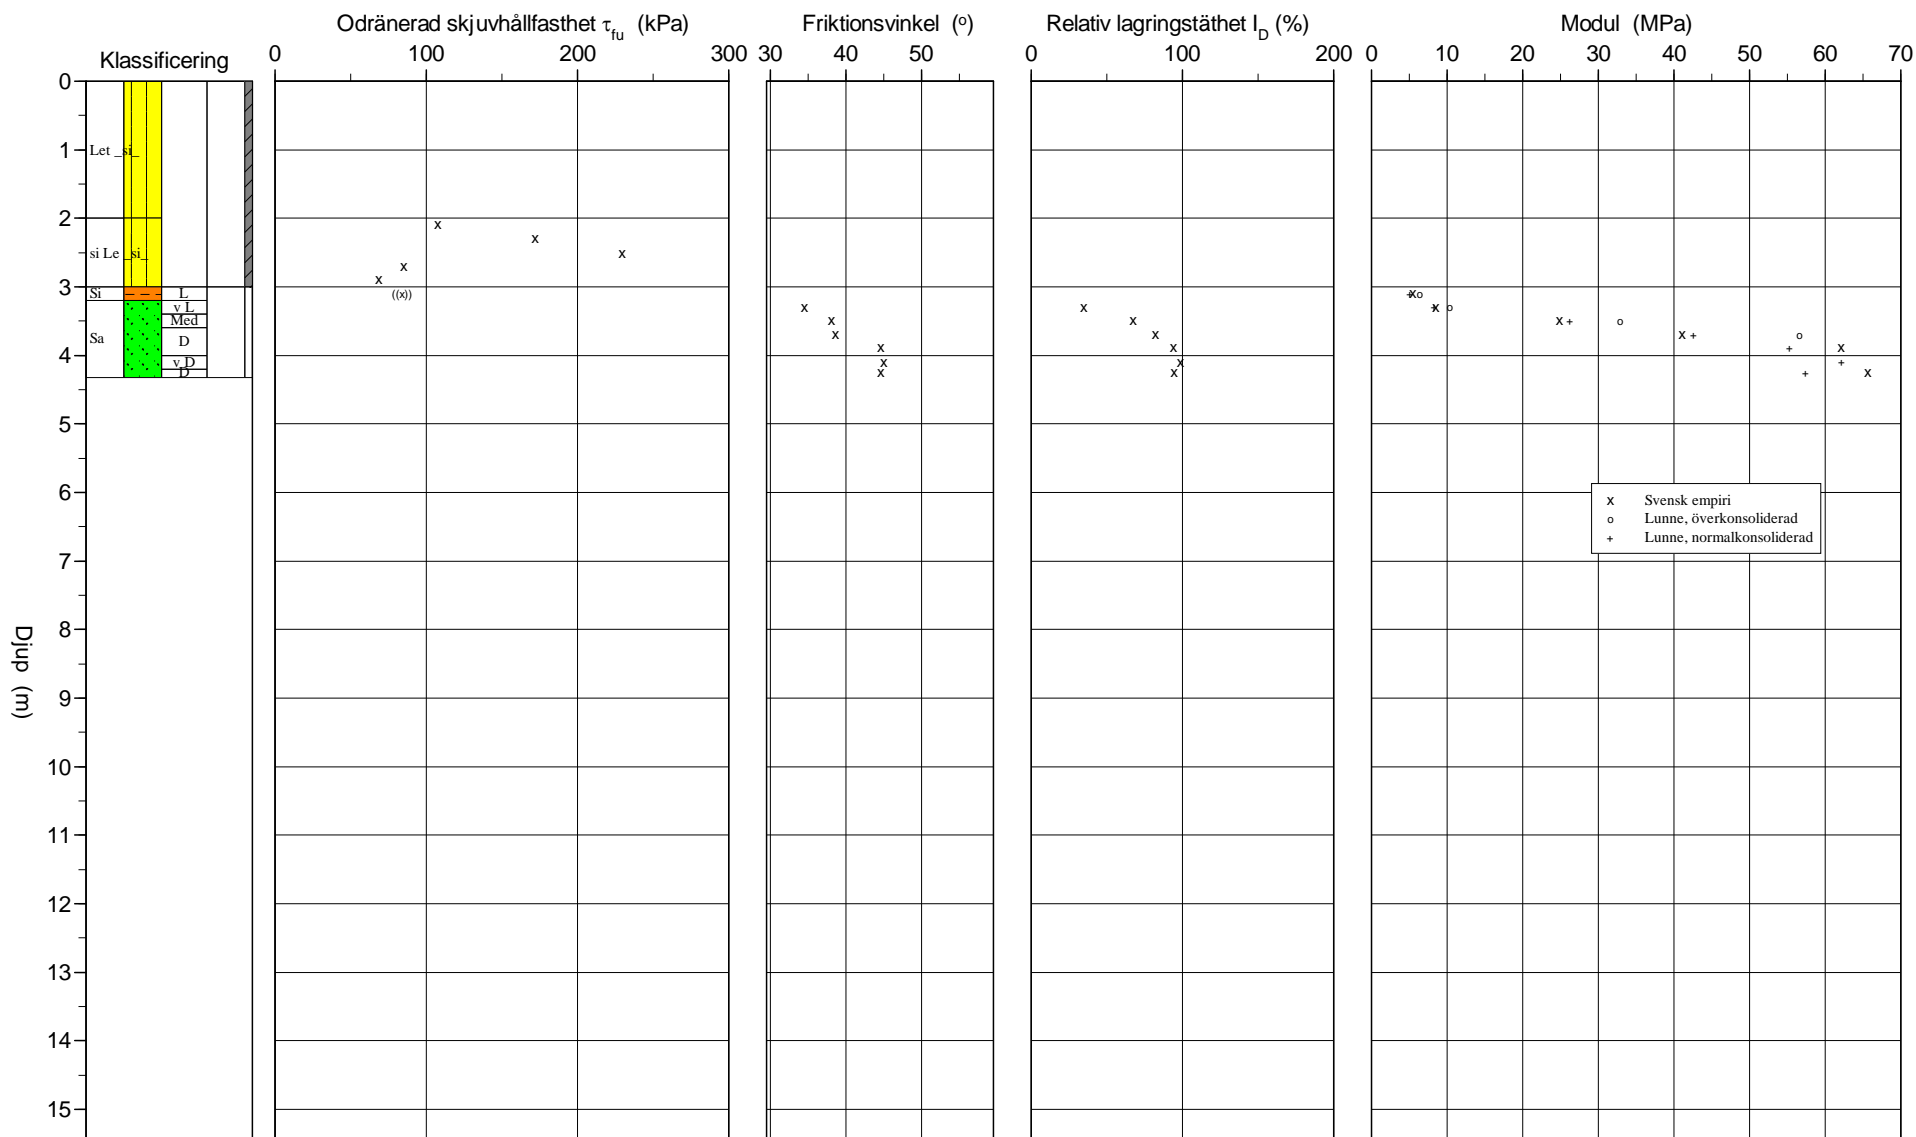 Odränerad skjuvhållfasthet τfu (kPa)
Friktionsvinkel (o)
Relativ lagringstäthet ID (%)
Modul (MPa)
Klassificering
0 100 200 300
30 40 50
0 100 200
0 10 20 30 40 50 60 70
0
1
2
3
4
5
6
7
8
9
10
11
12
13
14
15
Djup (m)
Let _si_
si Le _si_
Si
L
v L
Med
Sa
D
v D
D
((x))
x Svensk empiri
o Lunne, överkonsoliderad
+ Lunne, normalkonsoliderad